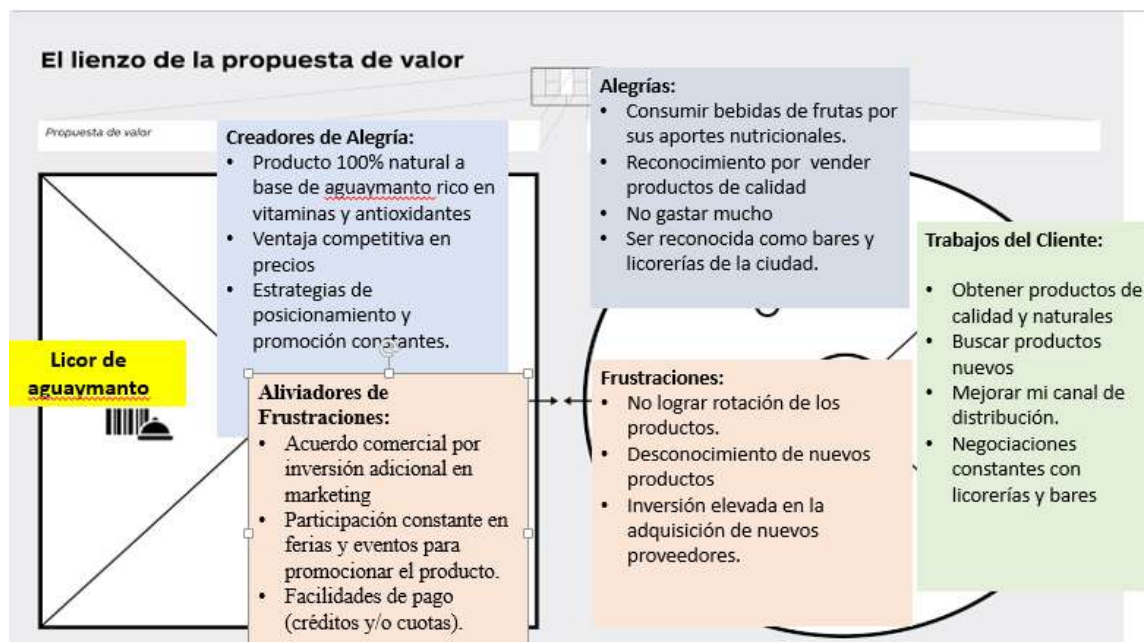 El lienzo de la propuesta de valor
Propuesta de valor
Creadores de Alegría:
• Producto 100% natural a
base de aguaymanto rico en
vitaminas y antioxidantes
• Ventaja competitiva en
precios
• Estrategias de
posicionamiento y
promoción constantes.
Licor de
aguaymanto
Aliviadores de
Frustraciones:
• Acuerdo comercial por
inversión adicional en
marketing
• Participación constante en
ferias y eventos para
promocionar el producto.
• Facilidades de pago
(créditos y/o cuotas).
Alegrías:
• Consumir bebidas de frutas por
sus aportes nutricionales.
• Reconocimiento por vender
productos de calidad
• No gastar mucho
• Ser reconocida como bares y
licorerías de la ciudad.
Frustraciones:
• No lograr rotación de los
productos.
• Desconocimiento de nuevos
productos
• Inversión elevada en la
adquisición de nuevos
proveedores.
Trabajos del Cliente:
• Obtener productos de
calidad y naturales
• Buscar productos
nuevos
• Mejorar mi canal de
distribución.
• Negociaciones
constantes con
licorerías y bares